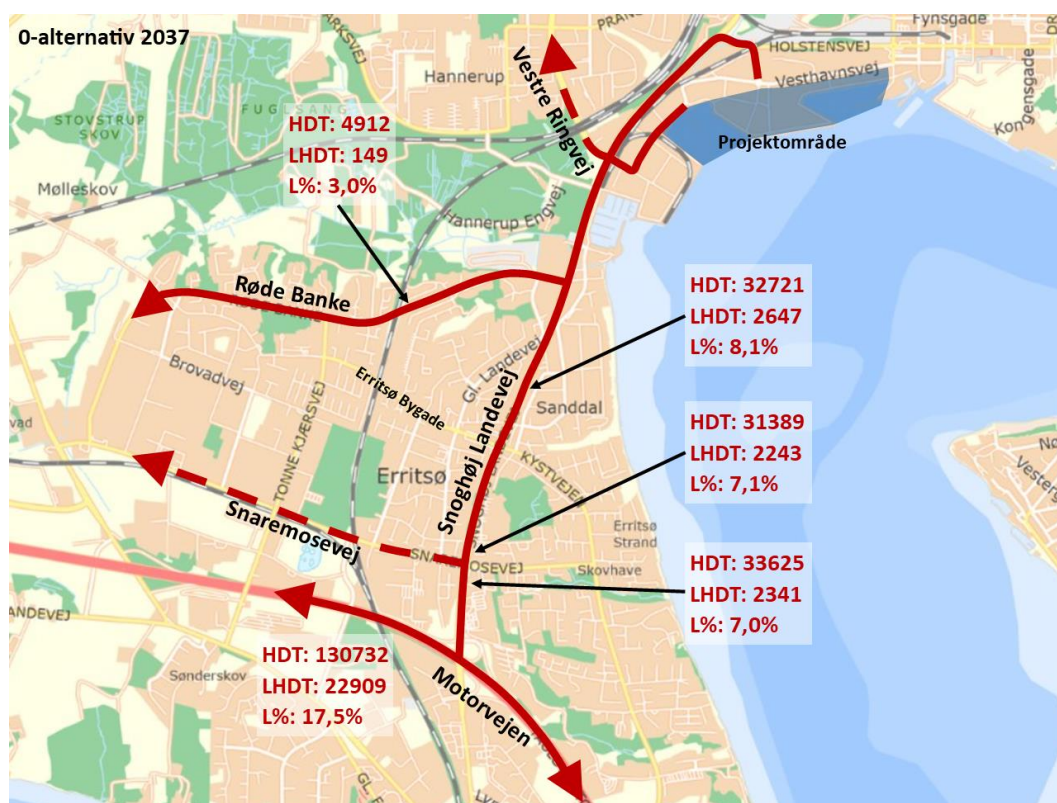 0-alternativ 2037
Fynsgade
HOLSTENSVEJ
Vesthavnsvej
Hannerup
Vestre Ringvej
FUGLSANG
STOVSTRUP
SKOV
HDT: 4912
LHDT: 149
L%: 3,0%
Projektområde
Mølleskov
Hannerup Engvej
Røde Banke
HDT: 32721
LHDT: 2647
L%: 8,1%
Brovadvej
Gl. Landevej
Erritsø Bygade
Sanddal
Snoghøj Landevej
HDT: 31389
LHDT: 2243
L%: 7,1%
TONNE KJÆRSVEJ
KYSTVEJEN
Erritsø
Erritsø
Strand
Snaremosevej
Skovhave
HDT: 33625
LHDT: 2341
L%: 7,0%
HDT: 130732
LHDT: 22909
L%: 17,5%
Sønderskov
Motorvejen